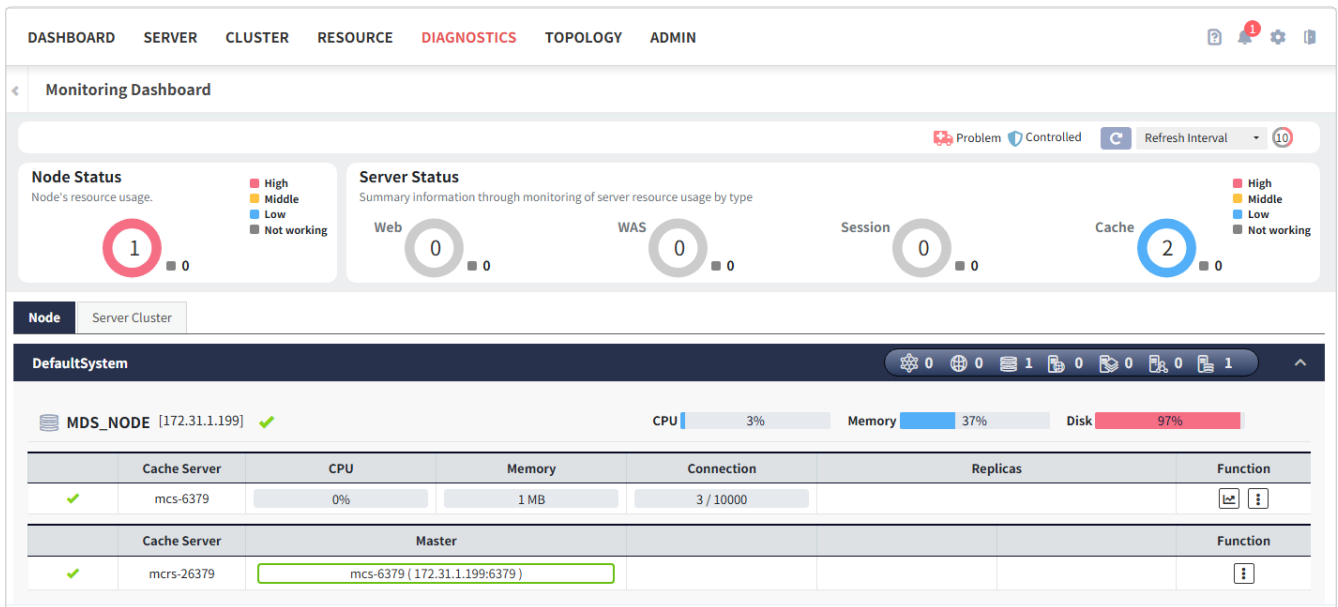 DASHBOARD SERVER CLUSTER RESOURCE DIAGNOSTICS TOPOLOGY ADMIN 1
Monitoring Dashboard
Problem Controlled Refresh Interval 10
Node Status
Node's resource usage.
High
Middle
Low
Not working
1 0
Server Status
Summary information through monitoring of server resource usage by type
High
Middle
Low
Not working
Web 0 0
WAS 0 0
Session 0 0
Cache 2 0
Node Server Cluster
DefaultSystem 0 0 1 0 0 0 1
MDS_NODE [172.31.1.199] CPU 3% Memory 37% Disk 97%
Cache Server CPU Memory Connection Replicas Function
mcs-6379 0% 1 MB 3 / 10000
Cache Server Master Function
mcrs-26379 mcs-6379 ( 172.31.1.199:6379 )